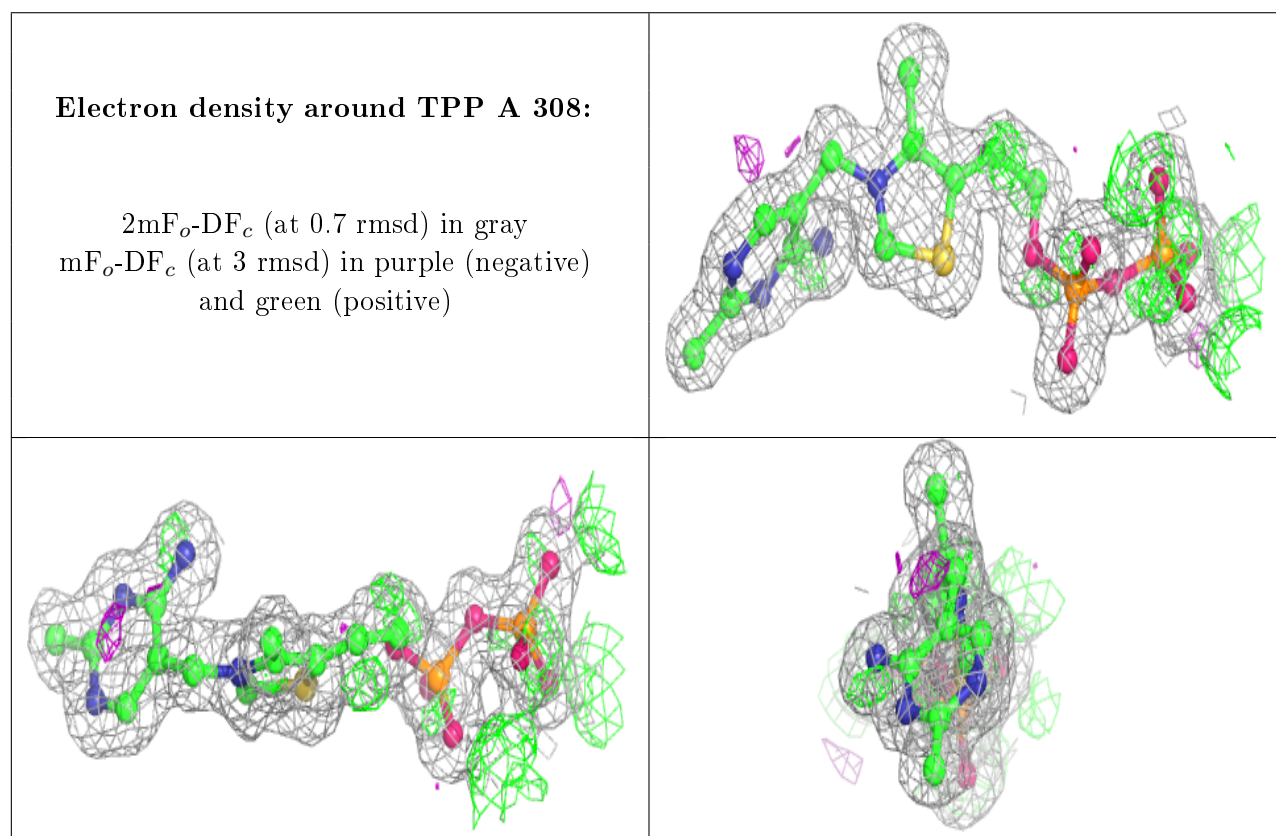 Electron density around TPP A 308:
2mFₒ-DF𝒸 (at 0.7 rmsd) in gray
mFₒ-DF𝒸 (at 3 rmsd) in purple (negative)
and green (positive)